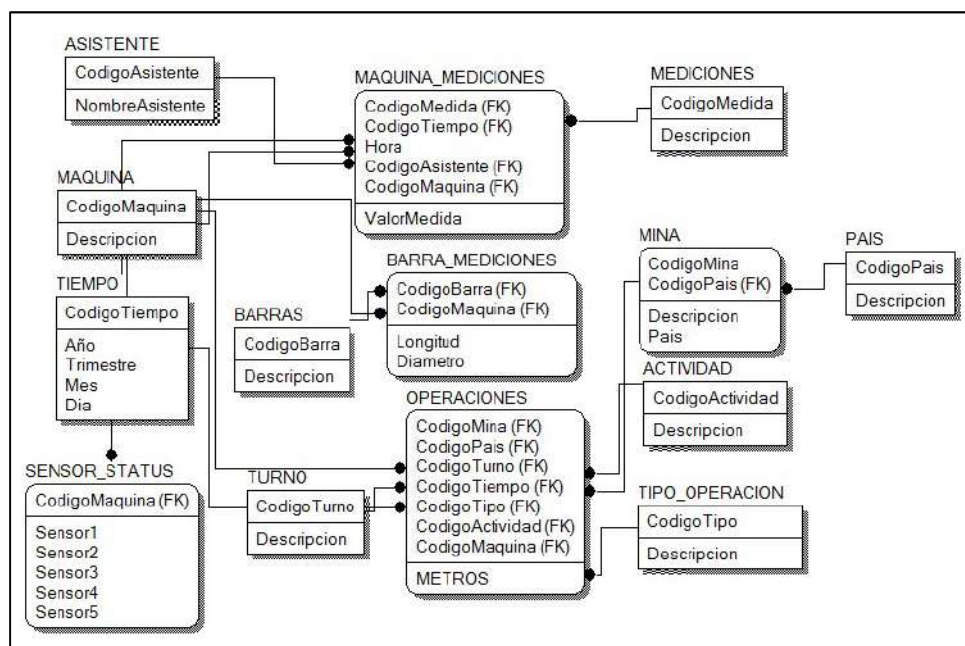 ASISTENTE
CodigoAsistente
NombreAsistente
MAQUINA_MEDICIONES
CodigoMedida (FK)
CodigoTiempo (FK)
Hora
CodigoAsistente (FK)
CodigoMaquina (FK)
ValorMedida
MEDICIONES
CodigoMedida
Descripcion
MAQUINA
CodigoMaquina
Descripcion
TIEMPO
CodigoTiempo
Año
Trimestre
Mes
Dia
BARRA_MEDICIONES
CodigoBarra (FK)
CodigoMaquina (FK)
Longitud
Diametro
BARRAS
CodigoBarra
Descripcion
MINA
CodigoMina
CodigoPais (FK)
Descripcion
Pais
PAIS
CodigoPais
Descripcion
ACTIVIDAD
CodigoActividad
Descripcion
OPERACIONES
CodigoMina (FK)
CodigoPais (FK)
CodigoTurno (FK)
CodigoTiempo (FK)
CodigoTipo (FK)
CodigoActividad (FK)
CodigoMaquina (FK)
METROS
SENSOR_STATUS
CodigoMaquina (FK)
Sensor1
Sensor2
Sensor3
Sensor4
Sensor5
TURNO
CodigoTurno
Descripcion
TIPO_OPERACION
CodigoTipo
Descripcion